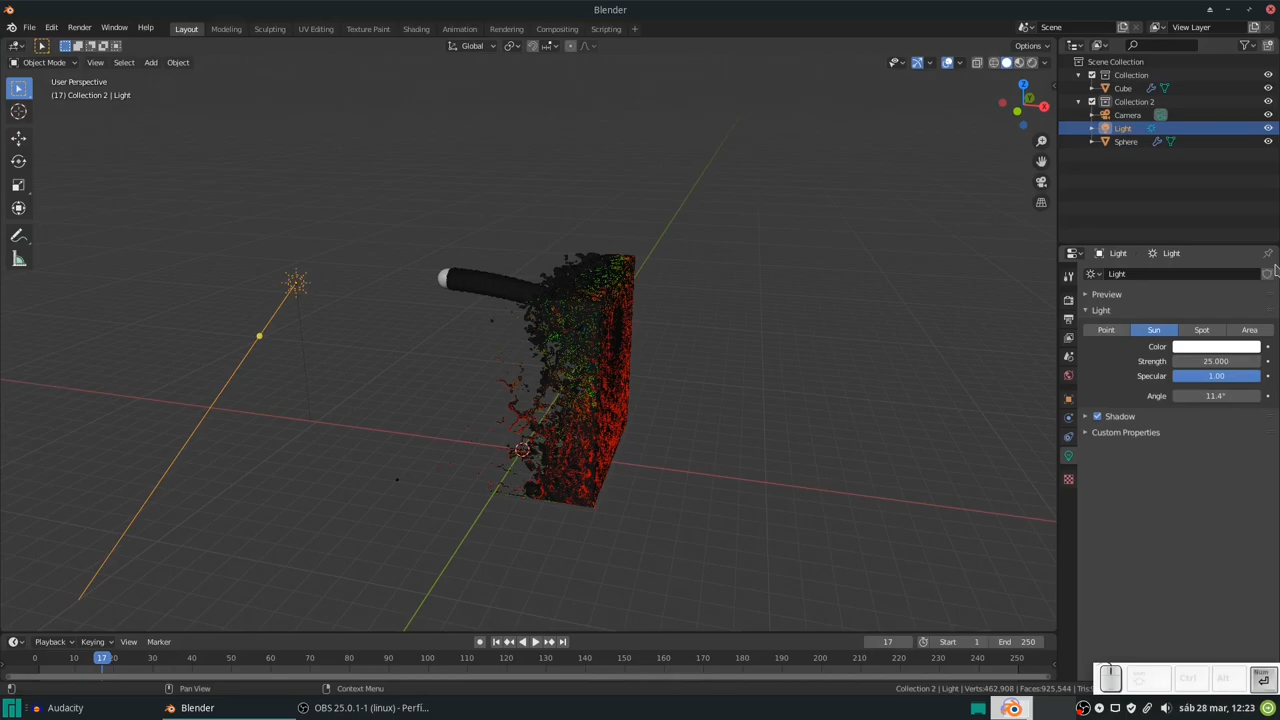 Blender
File Edit Render Window Help Layout Modeling Sculpting UV Editing Texture Paint Shading Animation Rendering Compositing Scripting + Scene View Layer
Global Options
Object Mode View Select Add Object
User Perspective
(17) Collection 2 | Light
Z
Y
X
Scene Collection
Collection
Cube
Collection 2
Camera
Light
Sphere
Light Light
Light
Preview
Light
Point Sun Spot Area
Color
Strength 25.000
Specular 1.00
Angle 11.4°
Shadow
Custom Properties
Playback Keying View Marker 17 Start 1 End 250
0 10 17 20 30 40 50 60 70 80 90 100 110 120 130 140 150 160 170 180 190 200 210 220 230 240 250
Pan View Context Menu Collection 2 | Light | Verts:462,908 | Faces:925,544 | Tris:
Ctrl Alt Num
Audacity Blender OBS 25.0.1-1 (linux) - Perfi... sáb 28 mar, 12:23